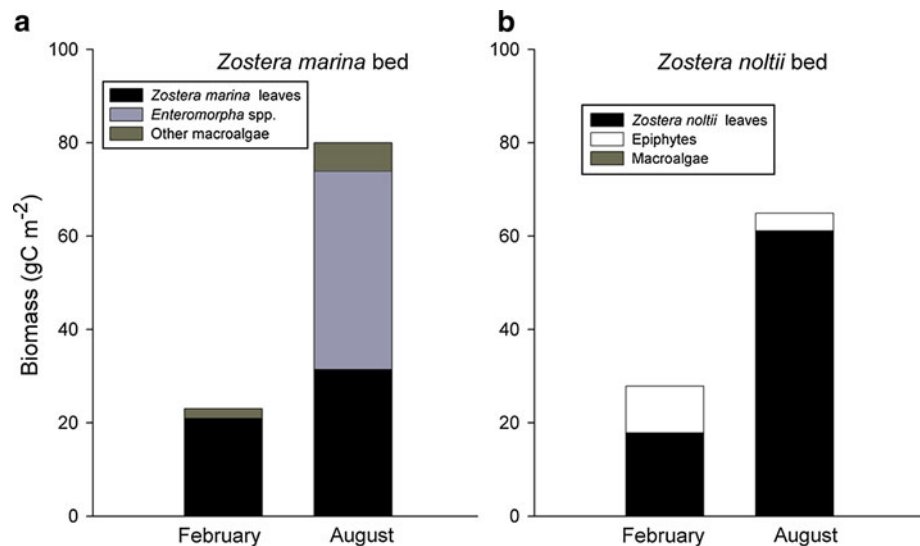 a
Zostera marina bed
Zostera marina leaves
Enteromorpha spp.
Other macroalgae
Biomass (gC m⁻²)
100
80
60
40
20
0
February
August
b
Zostera noltii bed
Zostera noltii leaves
Epiphytes
Macroalgae
100
80
60
40
20
0
February
August